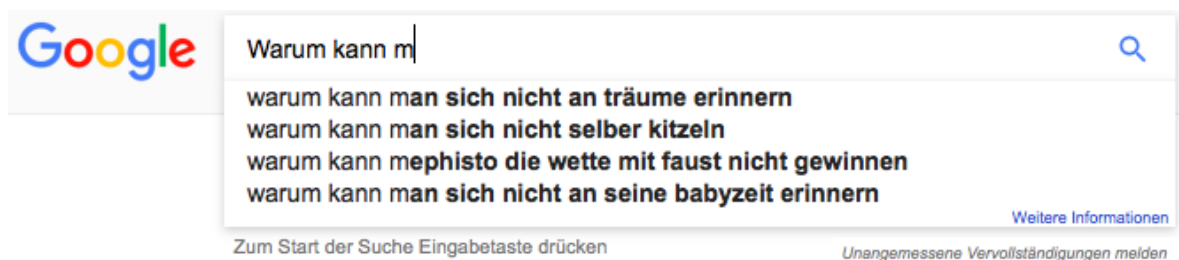 Google
Warum kann m
warum kann man sich nicht an träume erinnern
warum kann man sich nicht selber kitzeln
warum kann mephisto die wette mit faust nicht gewinnen
warum kann man sich nicht an seine babyzeit erinnern
Weitere Informationen
Zum Start der Suche Eingabetaste drücken
Unangemessene Vervollständigungen melden